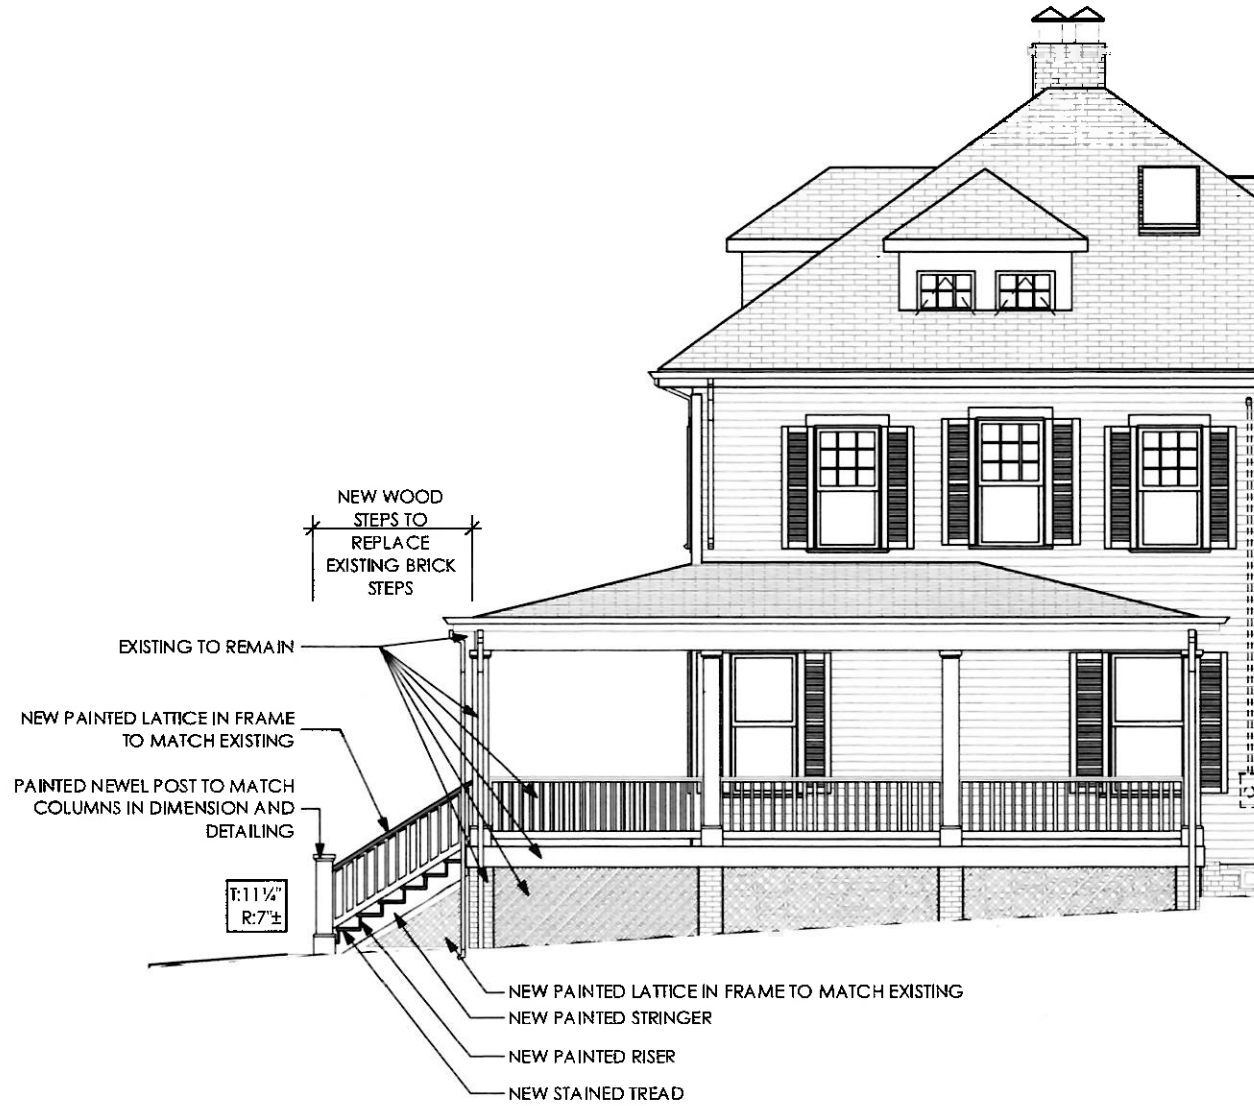 NEW WOOD
STEPS TO
REPLACE
EXISTING BRICK
STEPS
EXISTING TO REMAIN
NEW PAINTED LATTICE IN FRAME
TO MATCH EXISTING
PAINTED NEWEL POST TO MATCH
COLUMNS IN DIMENSION AND
DETAILING
T:11¼"
R:7"±
NEW PAINTED LATTICE IN FRAME TO MATCH EXISTING
NEW PAINTED STRINGER
NEW PAINTED RISER
NEW STAINED TREAD